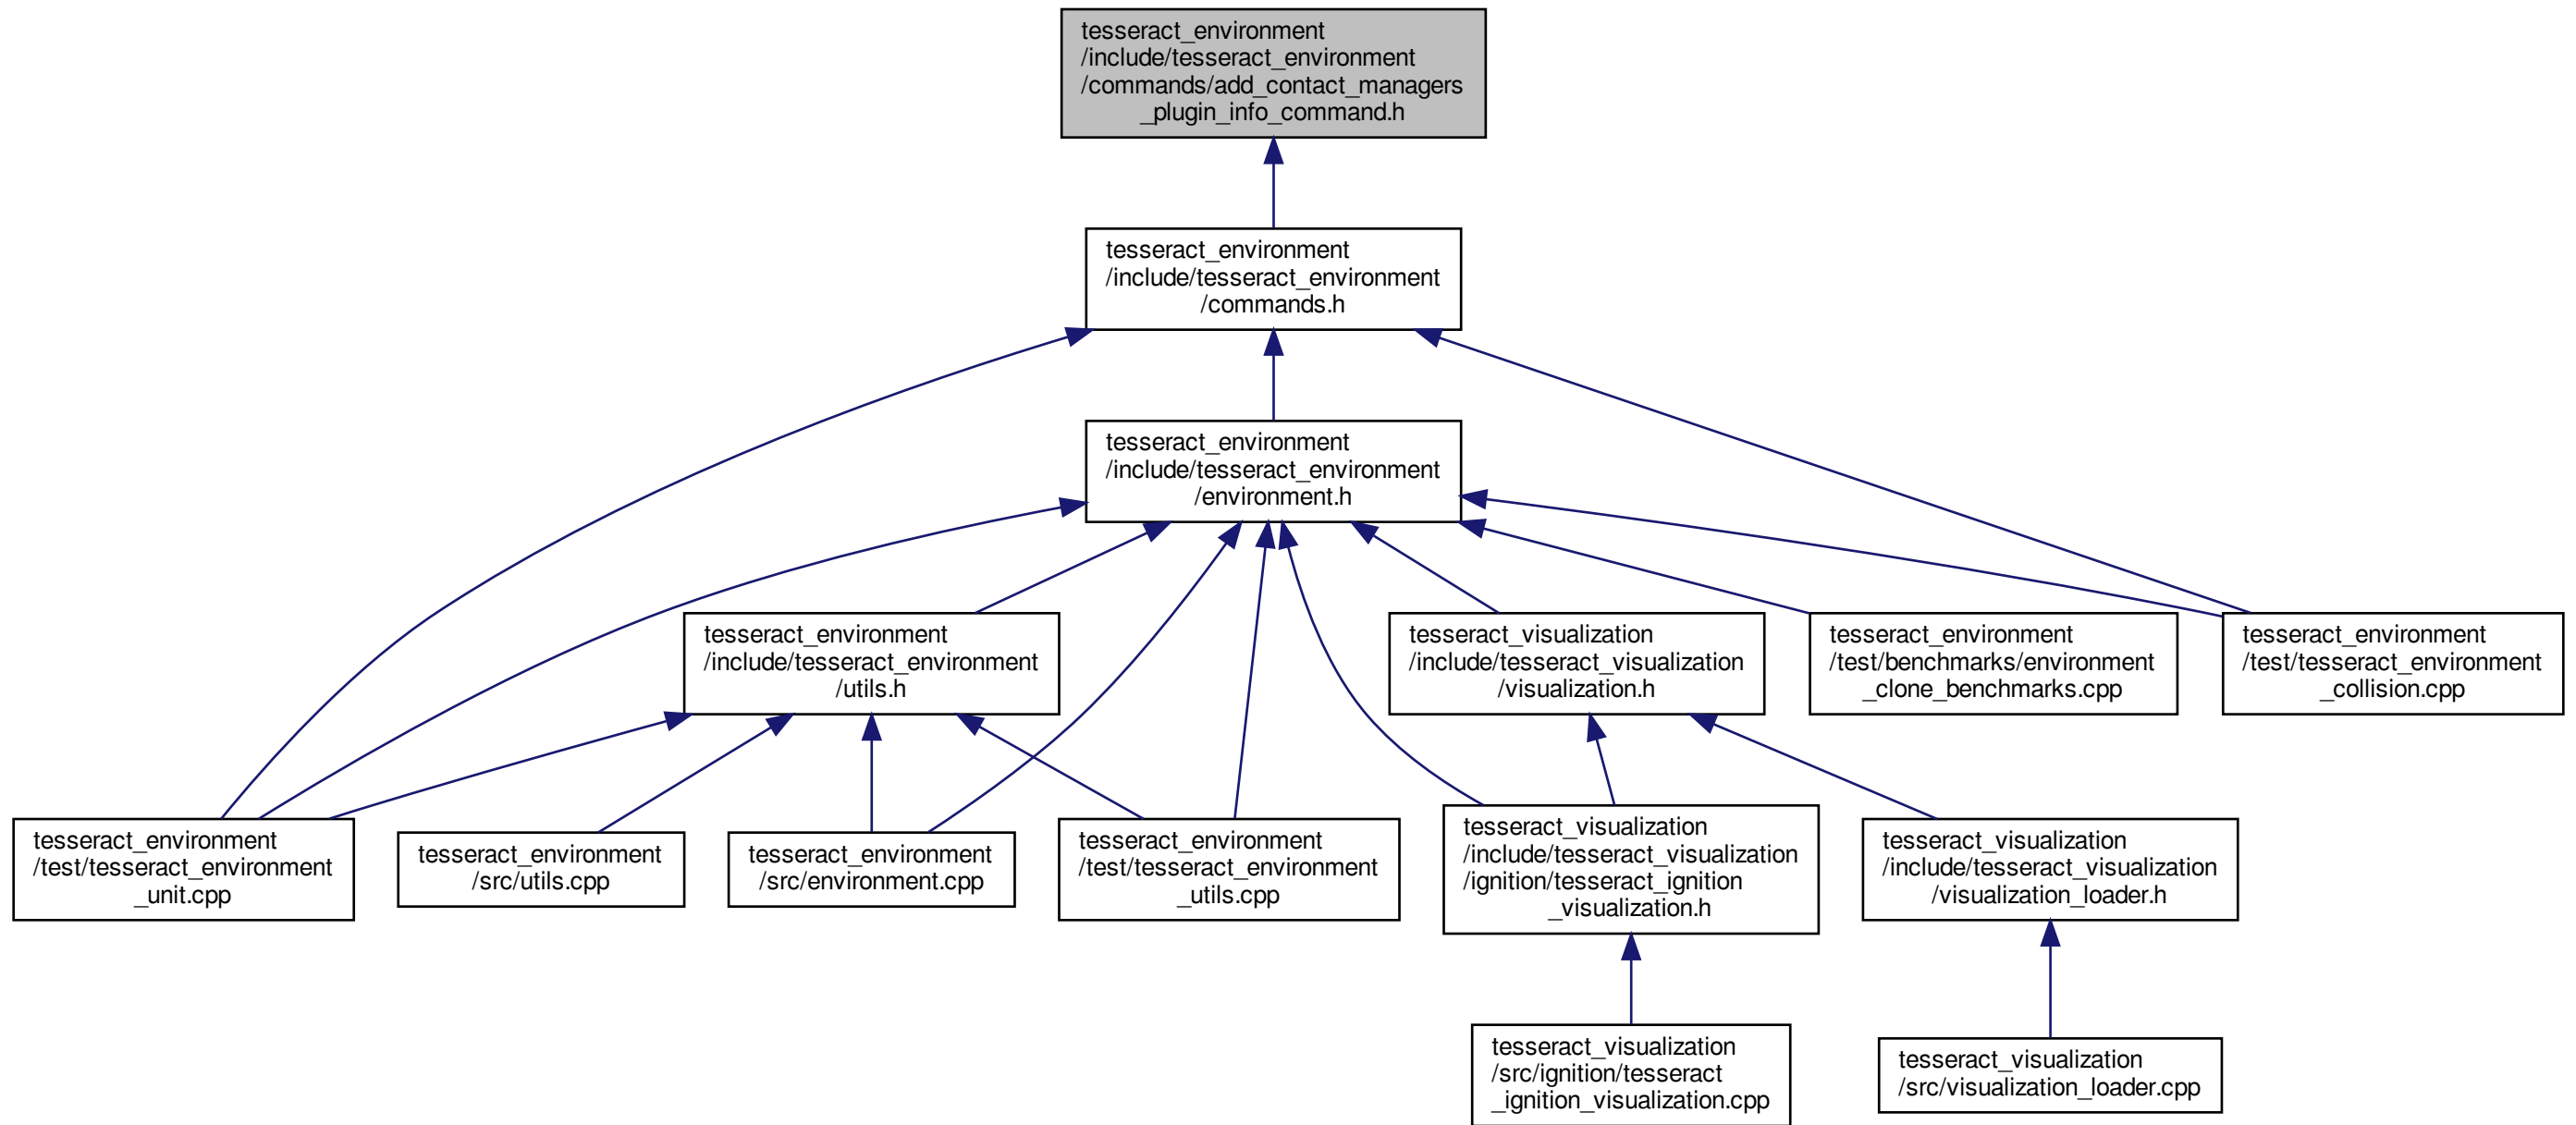 tesseract_environment
/include/tesseract_environment
/commands/add_contact_managers
_plugin_info_command.h
tesseract_environment
/include/tesseract_environment
/commands.h
tesseract_environment
/include/tesseract_environment
/environment.h
tesseract_environment
/include/tesseract_environment
/utils.h
tesseract_visualization
/include/tesseract_visualization
/visualization.h
tesseract_environment
/test/benchmarks/environment
_clone_benchmarks.cpp
tesseract_environment
/test/tesseract_environment
_collision.cpp
tesseract_environment
/test/tesseract_environment
_unit.cpp
tesseract_environment
/src/utils.cpp
tesseract_environment
/src/environment.cpp
tesseract_environment
/test/tesseract_environment
_utils.cpp
tesseract_visualization
/include/tesseract_visualization
/ignition/tesseract_ignition
_visualization.h
tesseract_visualization
/include/tesseract_visualization
/visualization_loader.h
tesseract_visualization
/src/ignition/tesseract
_ignition_visualization.cpp
tesseract_visualization
/src/visualization_loader.cpp